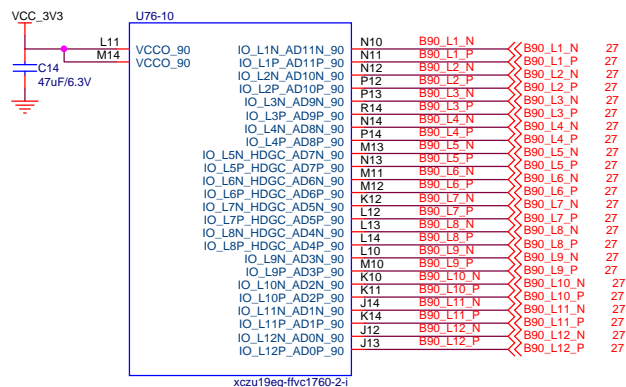 VCC_3V3
U76-10
L11 VCCO_90 IO_L1N_AD11N_90 N10 B90_L1_N B90_L1_N 27
M14 VCCO_90 IO_L1P_AD11P_90 N11 B90_L1_P B90_L1_P 27
C14 IO_L2N_AD10N_90 N12 B90_L2_N B90_L2_N 27
47uF/6.3V IO_L2P_AD10P_90 P12 B90_L2_P B90_L2_P 27
IO_L3N_AD9N_90 P13 B90_L3_N B90_L3_N 27
IO_L3P_AD9P_90 R14 B90_L3_P B90_L3_P 27
IO_L4N_AD8N_90 N14 B90_L4_N B90_L4_N 27
IO_L4P_AD8P_90 P14 B90_L4_P B90_L4_P 27
IO_L5N_HDGC_AD7N_90 M13 B90_L5_N B90_L5_N 27
IO_L5P_HDGC_AD7P_90 N13 B90_L5_P B90_L5_P 27
IO_L6N_HDGC_AD6N_90 M11 B90_L6_N B90_L6_N 27
IO_L6P_HDGC_AD6P_90 M12 B90_L6_P B90_L6_P 27
IO_L7N_HDGC_AD5N_90 K12 B90_L7_N B90_L7_N 27
IO_L7P_HDGC_AD5P_90 L12 B90_L7_P B90_L7_P 27
IO_L8N_HDGC_AD4N_90 L13 B90_L8_N B90_L8_N 27
IO_L8P_HDGC_AD4P_90 L14 B90_L8_P B90_L8_P 27
IO_L9N_AD3N_90 L10 B90_L9_N B90_L9_N 27
IO_L9P_AD3P_90 M10 B90_L9_P B90_L9_P 27
IO_L10N_AD2N_90 K10 B90_L10_N B90_L10_N 27
IO_L10P_AD2P_90 K11 B90_L10_P B90_L10_P 27
IO_L11N_AD1N_90 J14 B90_L11_N B90_L11_N 27
IO_L11P_AD1P_90 K14 B90_L11_P B90_L11_P 27
IO_L12N_AD0N_90 J12 B90_L12_N B90_L12_N 27
IO_L12P_AD0P_90 J13 B90_L12_P B90_L12_P 27
xczu19eg-ffvc1760-2-i